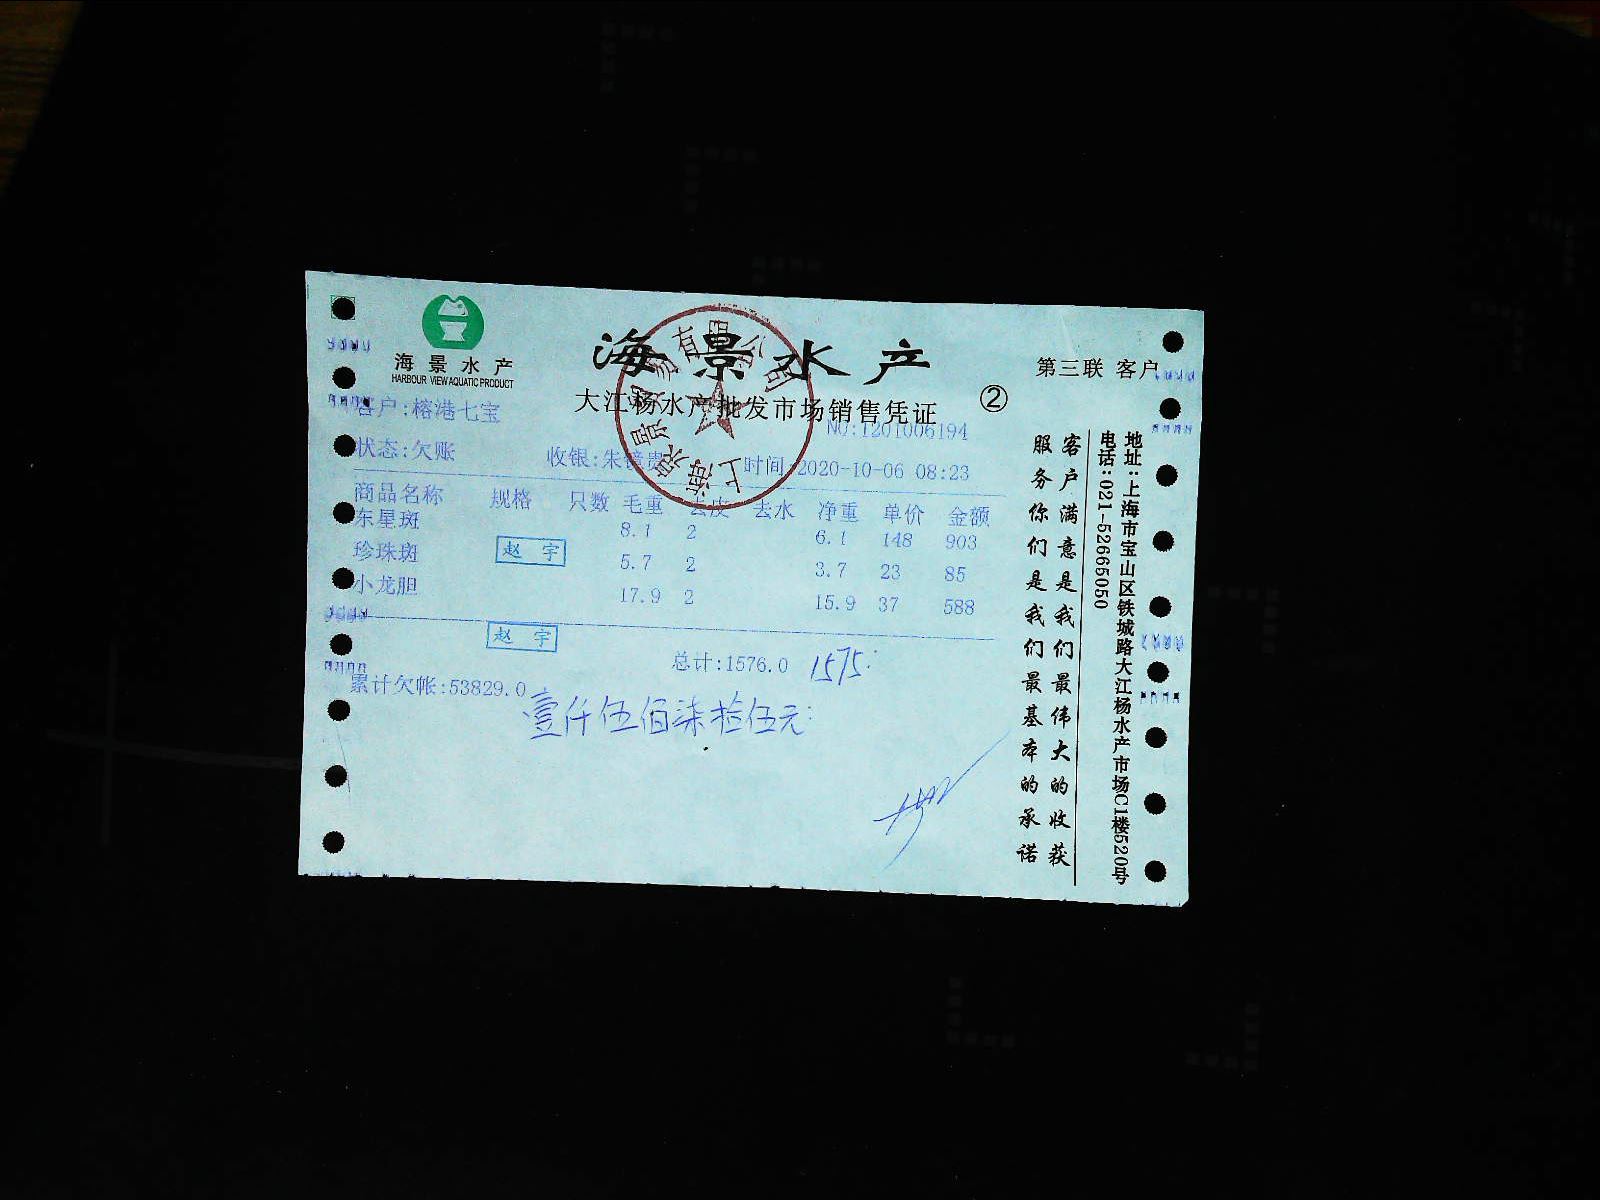 海景水产
HARBOUR VIEW AQUATIC PRODUCT
海景水产
大江杨水产批发市场销售凭证
②
第三联 客户
客户:榕港七宝
NO:1201006194
状态:欠账 收银:朱镜贵 时间:2020-10-06 08:23
商品名称 规格 只数 毛重 去皮 去水 净重 单价 金额
东星斑 8.1 2 6.1 148 903
珍珠斑 5.7 2 3.7 23 85
小龙胆 17.9 2 15.9 37 588
赵 宇
赵 宇
总计:1576.0 1575
累计欠帐:53829.0
壹仟伍佰柒拾伍元
客户满意是我们最伟大的收获
服务你们是我们最基本的承诺
地址:上海市宝山区铁城路大江杨水产市场C1楼520号
电话:021-52665050